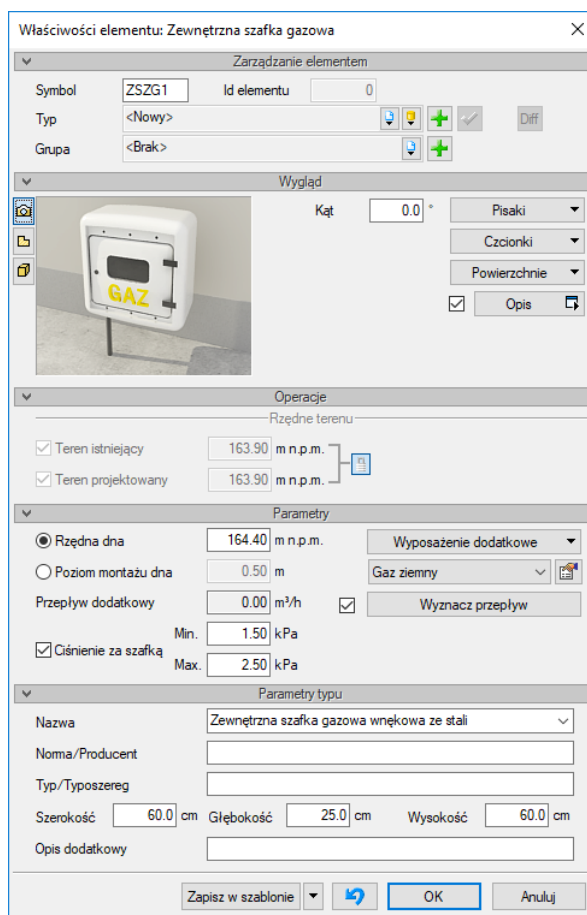 Właściwości elementu: Zewnętrzna szafka gazowa
Zarządzanie elementem
Symbol ZSZG1 Id elementu 0
Typ <Nowy> Diff
Grupa <Brak>
Wygląd
Kąt 0.0 ° Pisaki
Czcionki
Powierzchnie
Opis
GAZ
Operacje
Rzędne terenu
Teren istniejący 163.90 m n.p.m.
Teren projektowany 163.90 m n.p.m.
Parametry
Rzędna dna 164.40 m n.p.m. Wyposażenie dodatkowe
Poziom montażu dna 0.50 m Gaz ziemny
Przepływ dodatkowy 0.00 m³/h Wyznacz przepływ
Min. 1.50 kPa
Ciśnienie za szafką
Max. 2.50 kPa
Parametry typu
Nazwa Zewnętrzna szafka gazowa wnękowa ze stali
Norma/Producent
Typ/Typoszereg
Szerokość 60.0 cm Głębokość 25.0 cm Wysokość 60.0 cm
Opis dodatkowy
Zapisz w szablonie OK Anuluj